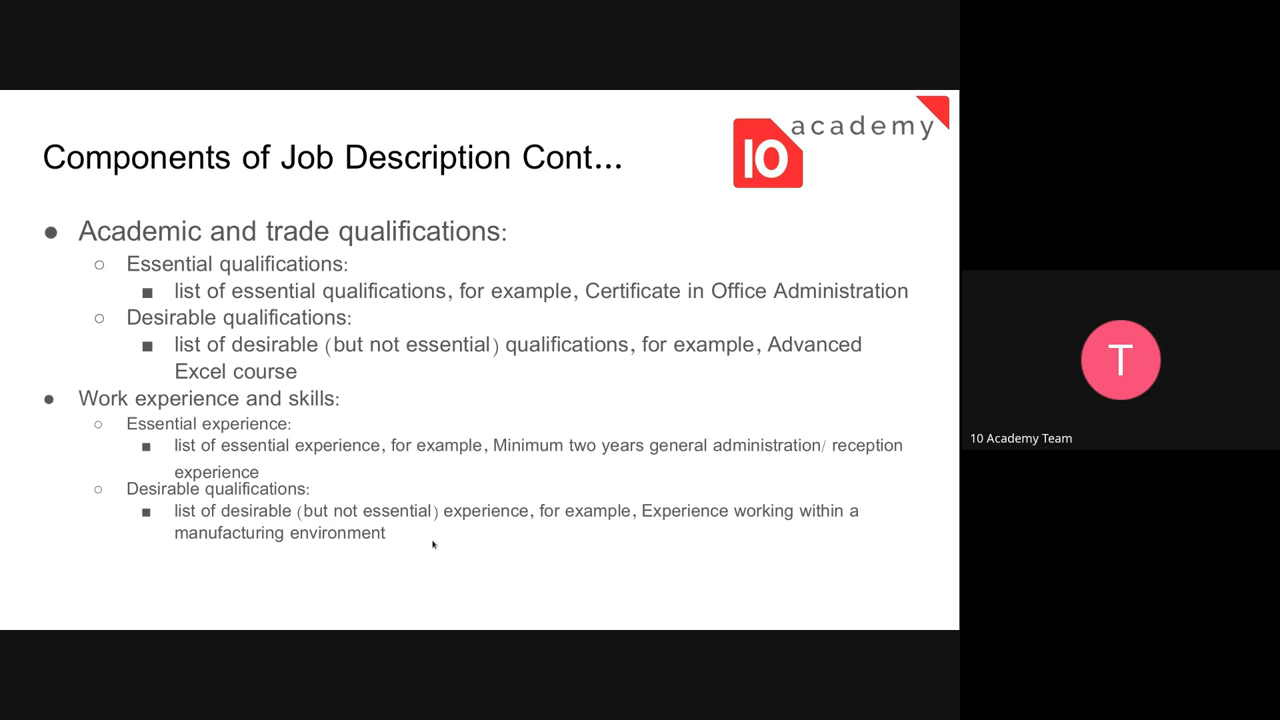 academy
10
Components of Job Description Cont...
● Academic and trade qualifications:
○ Essential qualifications:
■ list of essential qualifications, for example, Certificate in Office Administration
○ Desirable qualifications:
■ list of desirable (but not essential) qualifications, for example, Advanced
Excel course
● Work experience and skills:
○ Essential experience:
■ list of essential experience, for example, Minimum two years general administration/ reception
experience
○ Desirable qualifications:
■ list of desirable (but not essential) experience, for example, Experience working within a
manufacturing environment
T
10 Academy Team